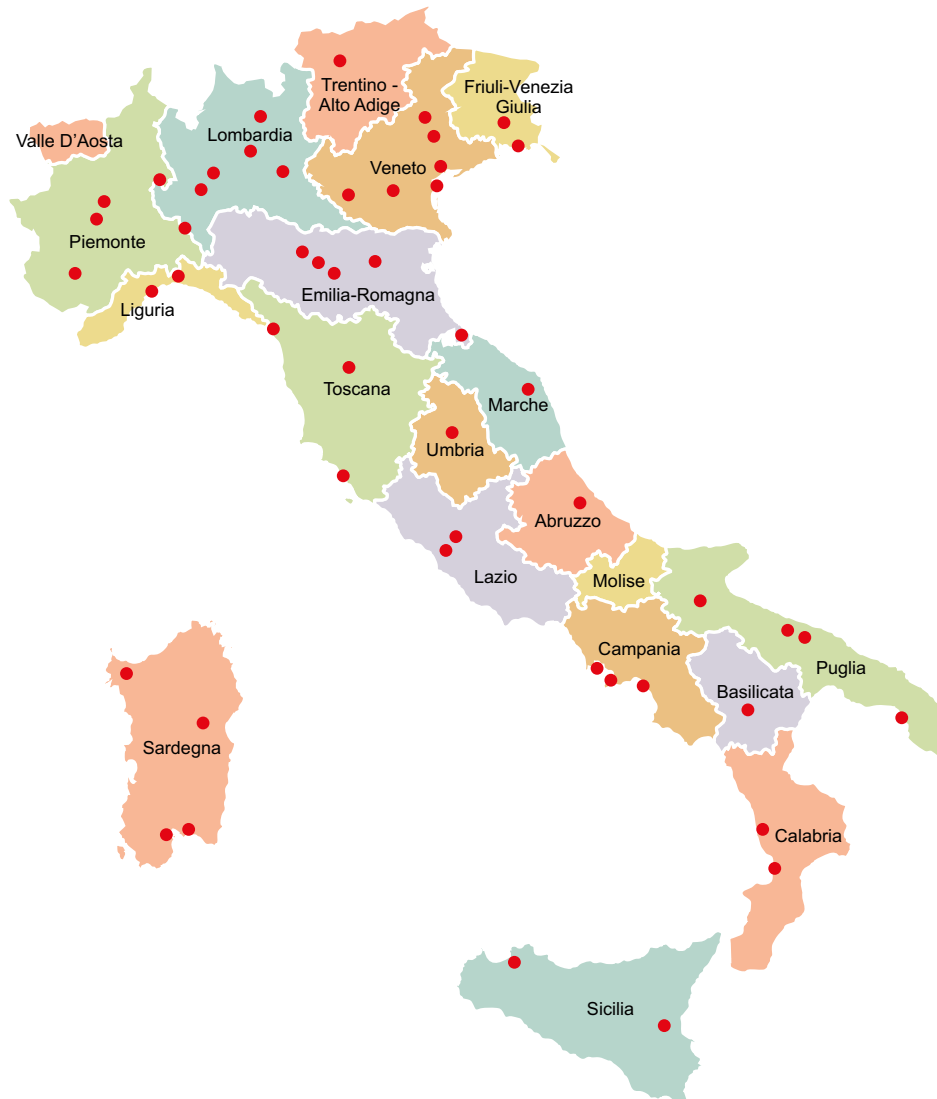 Trentino -
Alto Adige
Friuli-Venezia
Giulia
Valle D'Aosta
Lombardia
Veneto
Piemonte
Emilia-Romagna
Liguria
Toscana
Marche
Umbria
Abruzzo
Lazio
Molise
Campania
Puglia
Basilicata
Sardegna
Calabria
Sicilia